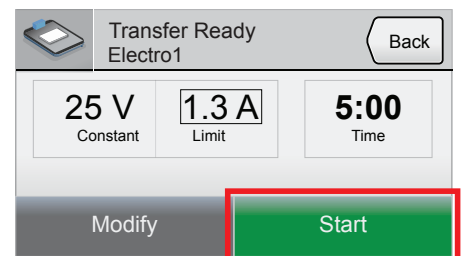 Transfer Ready
Electro1
Back
25 V
Constant
1.3 A
Limit
5:00
Time
Modify
Start